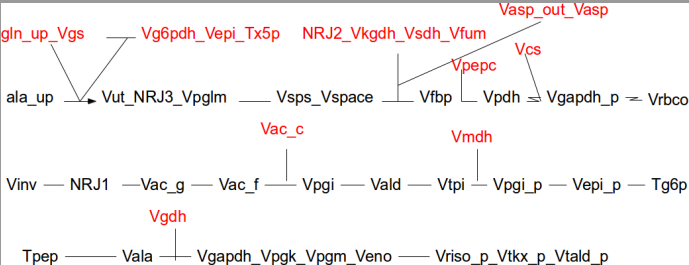 Vasp_out_Vasp
gln_up_Vgs Vg6pdh_Vepi_Tx5p NRJ2_Vkgdh_Vsdh_Vfum
Vcs
Vpepc
ala_up Vut_NRJ3_Vpglm Vsps_Vspace Vfbp Vpdh Vgapdh_p Vrbco
Vac_c Vmdh
Vinv NRJ1 Vac_g Vac_f Vpgi Vald Vtpi Vpgi_p Vepi_p Tg6p
Vgdh
Tpep Vala Vgapdh_Vpgk_Vpgm_Veno Vriso_p_Vtkx_p_Vtald_p